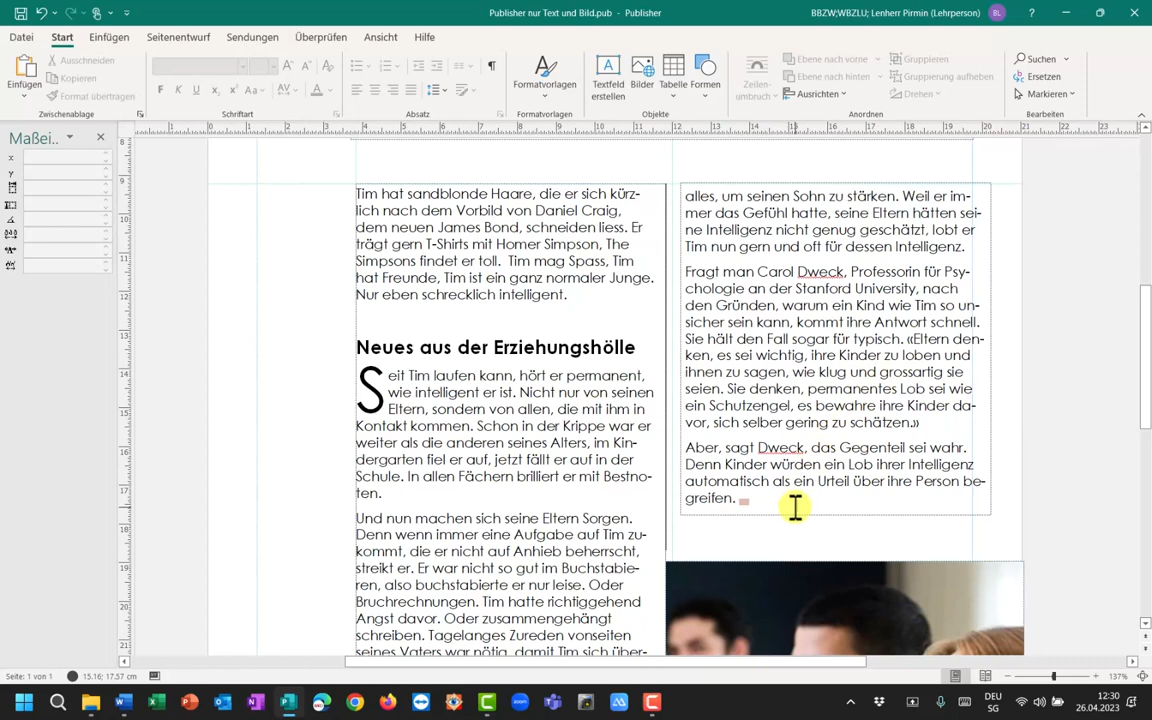 Publisher nur Text und Bild.pub - Publisher
BBZW;WBZLU; Lenherr Pirmin (Lehrperson)
BL
Datei
Start
Einfügen
Seitenentwurf
Sendungen
Überprüfen
Ansicht
Hilfe
Einfügen
Ausschneiden
Kopieren
Format übertragen
Zwischenablage
Schriftart
Absatz
Formatvorlagen
Formatvorlagen
Textfeld erstellen
Bilder
Tabelle
Formen
Objekte
Zeilen-
umbruch
Ebene nach vorne
Ebene nach hinten
Ausrichten
Gruppieren
Gruppierung aufheben
Drehen
Anordnen
Suchen
Ersetzen
Markieren
Bearbeiten
Maßei..
x
y
Tim hat sandblonde Haare, die er sich kürz-
lich nach dem Vorbild von Daniel Craig,
dem neuen James Bond, schneiden liess. Er
trägt gern T-Shirts mit Homer Simpson, The
Simpsons findet er toll.  Tim mag Spass, Tim
hat Freunde, Tim ist ein ganz normaler Junge.
Nur eben schrecklich intelligent.
Neues aus der Erziehungshölle
Seit Tim laufen kann, hört er permanent,
wie intelligent er ist. Nicht nur von seinen
Eltern, sondern von allen, die mit ihm in
Kontakt kommen. Schon in der Krippe war er
weiter als die anderen seines Alters, im Kin-
dergarten fiel er auf, jetzt fällt er auf in der
Schule. In allen Fächern brilliert er mit Bestno-
ten.
Und nun machen sich seine Eltern Sorgen.
Denn wenn immer eine Aufgabe auf Tim zu-
kommt, die er nicht auf Anhieb beherrscht,
streikt er. Er war nicht so gut im Buchstabie-
ren, also buchstabierte er nur leise. Oder
Bruchrechnungen. Tim hatte richtiggehend
Angst davor. Oder zusammengehängt
schreiben. Tagelanges Zureden vonseiten
seines Vaters war nötig, damit Tim sich über-
alles, um seinen Sohn zu stärken. Weil er im-
mer das Gefühl hatte, seine Eltern hätten sei-
ne Intelligenz nicht genug geschätzt, lobt er
Tim nun gern und oft für dessen Intelligenz.
Fragt man Carol Dweck, Professorin für Psy-
chologie an der Stanford University, nach
den Gründen, warum ein Kind wie Tim so un-
sicher sein kann, kommt ihre Antwort schnell.
Sie hält den Fall sogar für typisch. «Eltern den-
ken, es sei wichtig, ihre Kinder zu loben und
ihnen zu sagen, wie klug und grossartig sie
seien. Sie denken, permanentes Lob sei wie
ein Schutzengel, es bewahre ihre Kinder da-
vor, sich selber gering zu schätzen.»
Aber, sagt Dweck, das Gegenteil sei wahr.
Denn Kinder würden ein Lob ihrer Intelligenz
automatisch als ein Urteil über ihre Person be-
greifen.
Seite: 1 von 1
15.16; 17.57 cm
137%
DEU
SG
12:30
26.04.2023